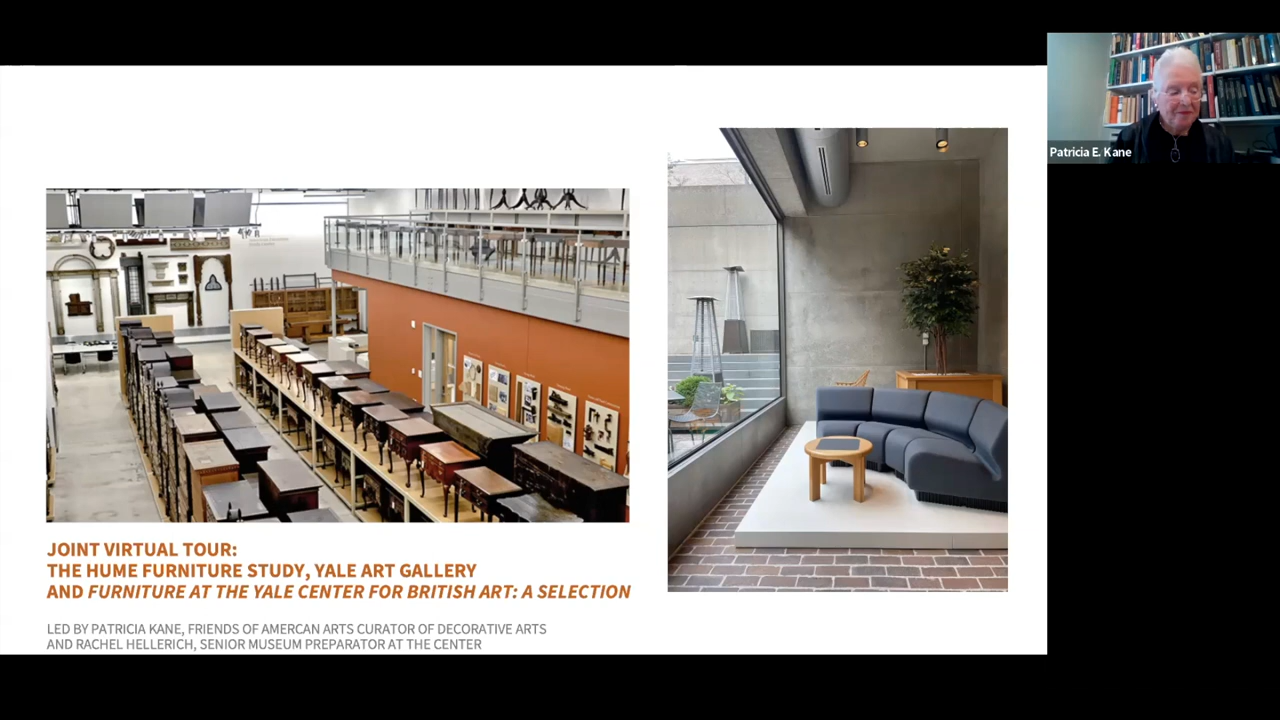 Patricia E. Kane
JOINT VIRTUAL TOUR:
THE HUME FURNITURE STUDY, YALE ART GALLERY
AND FURNITURE AT THE YALE CENTER FOR BRITISH ART: A SELECTION
LED BY PATRICIA KANE, FRIENDS OF AMERCAN ARTS CURATOR OF DECORATIVE ARTS
AND RACHEL HELLERICH, SENIOR MUSEUM PREPARATOR AT THE CENTER